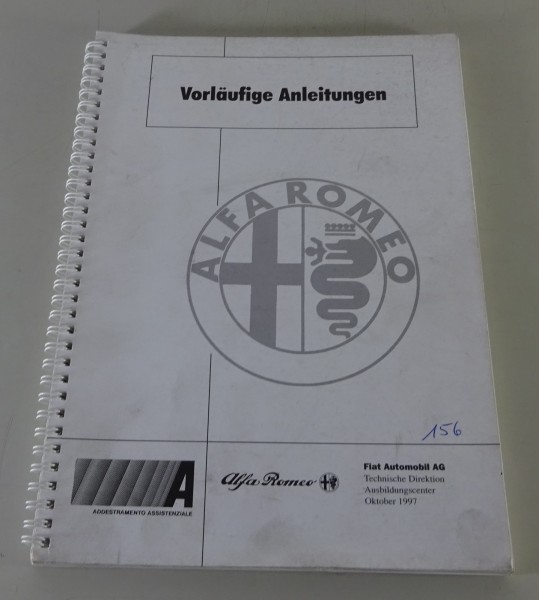 Vorläufige Anleitungen
ALFA ROMEO
156
A
ADDESTRAMENTO ASSISTENZIALE
Alfa Romeo
Fiat Automobil AG
Technische Direktion
Ausbildungscenter
Oktober 1997